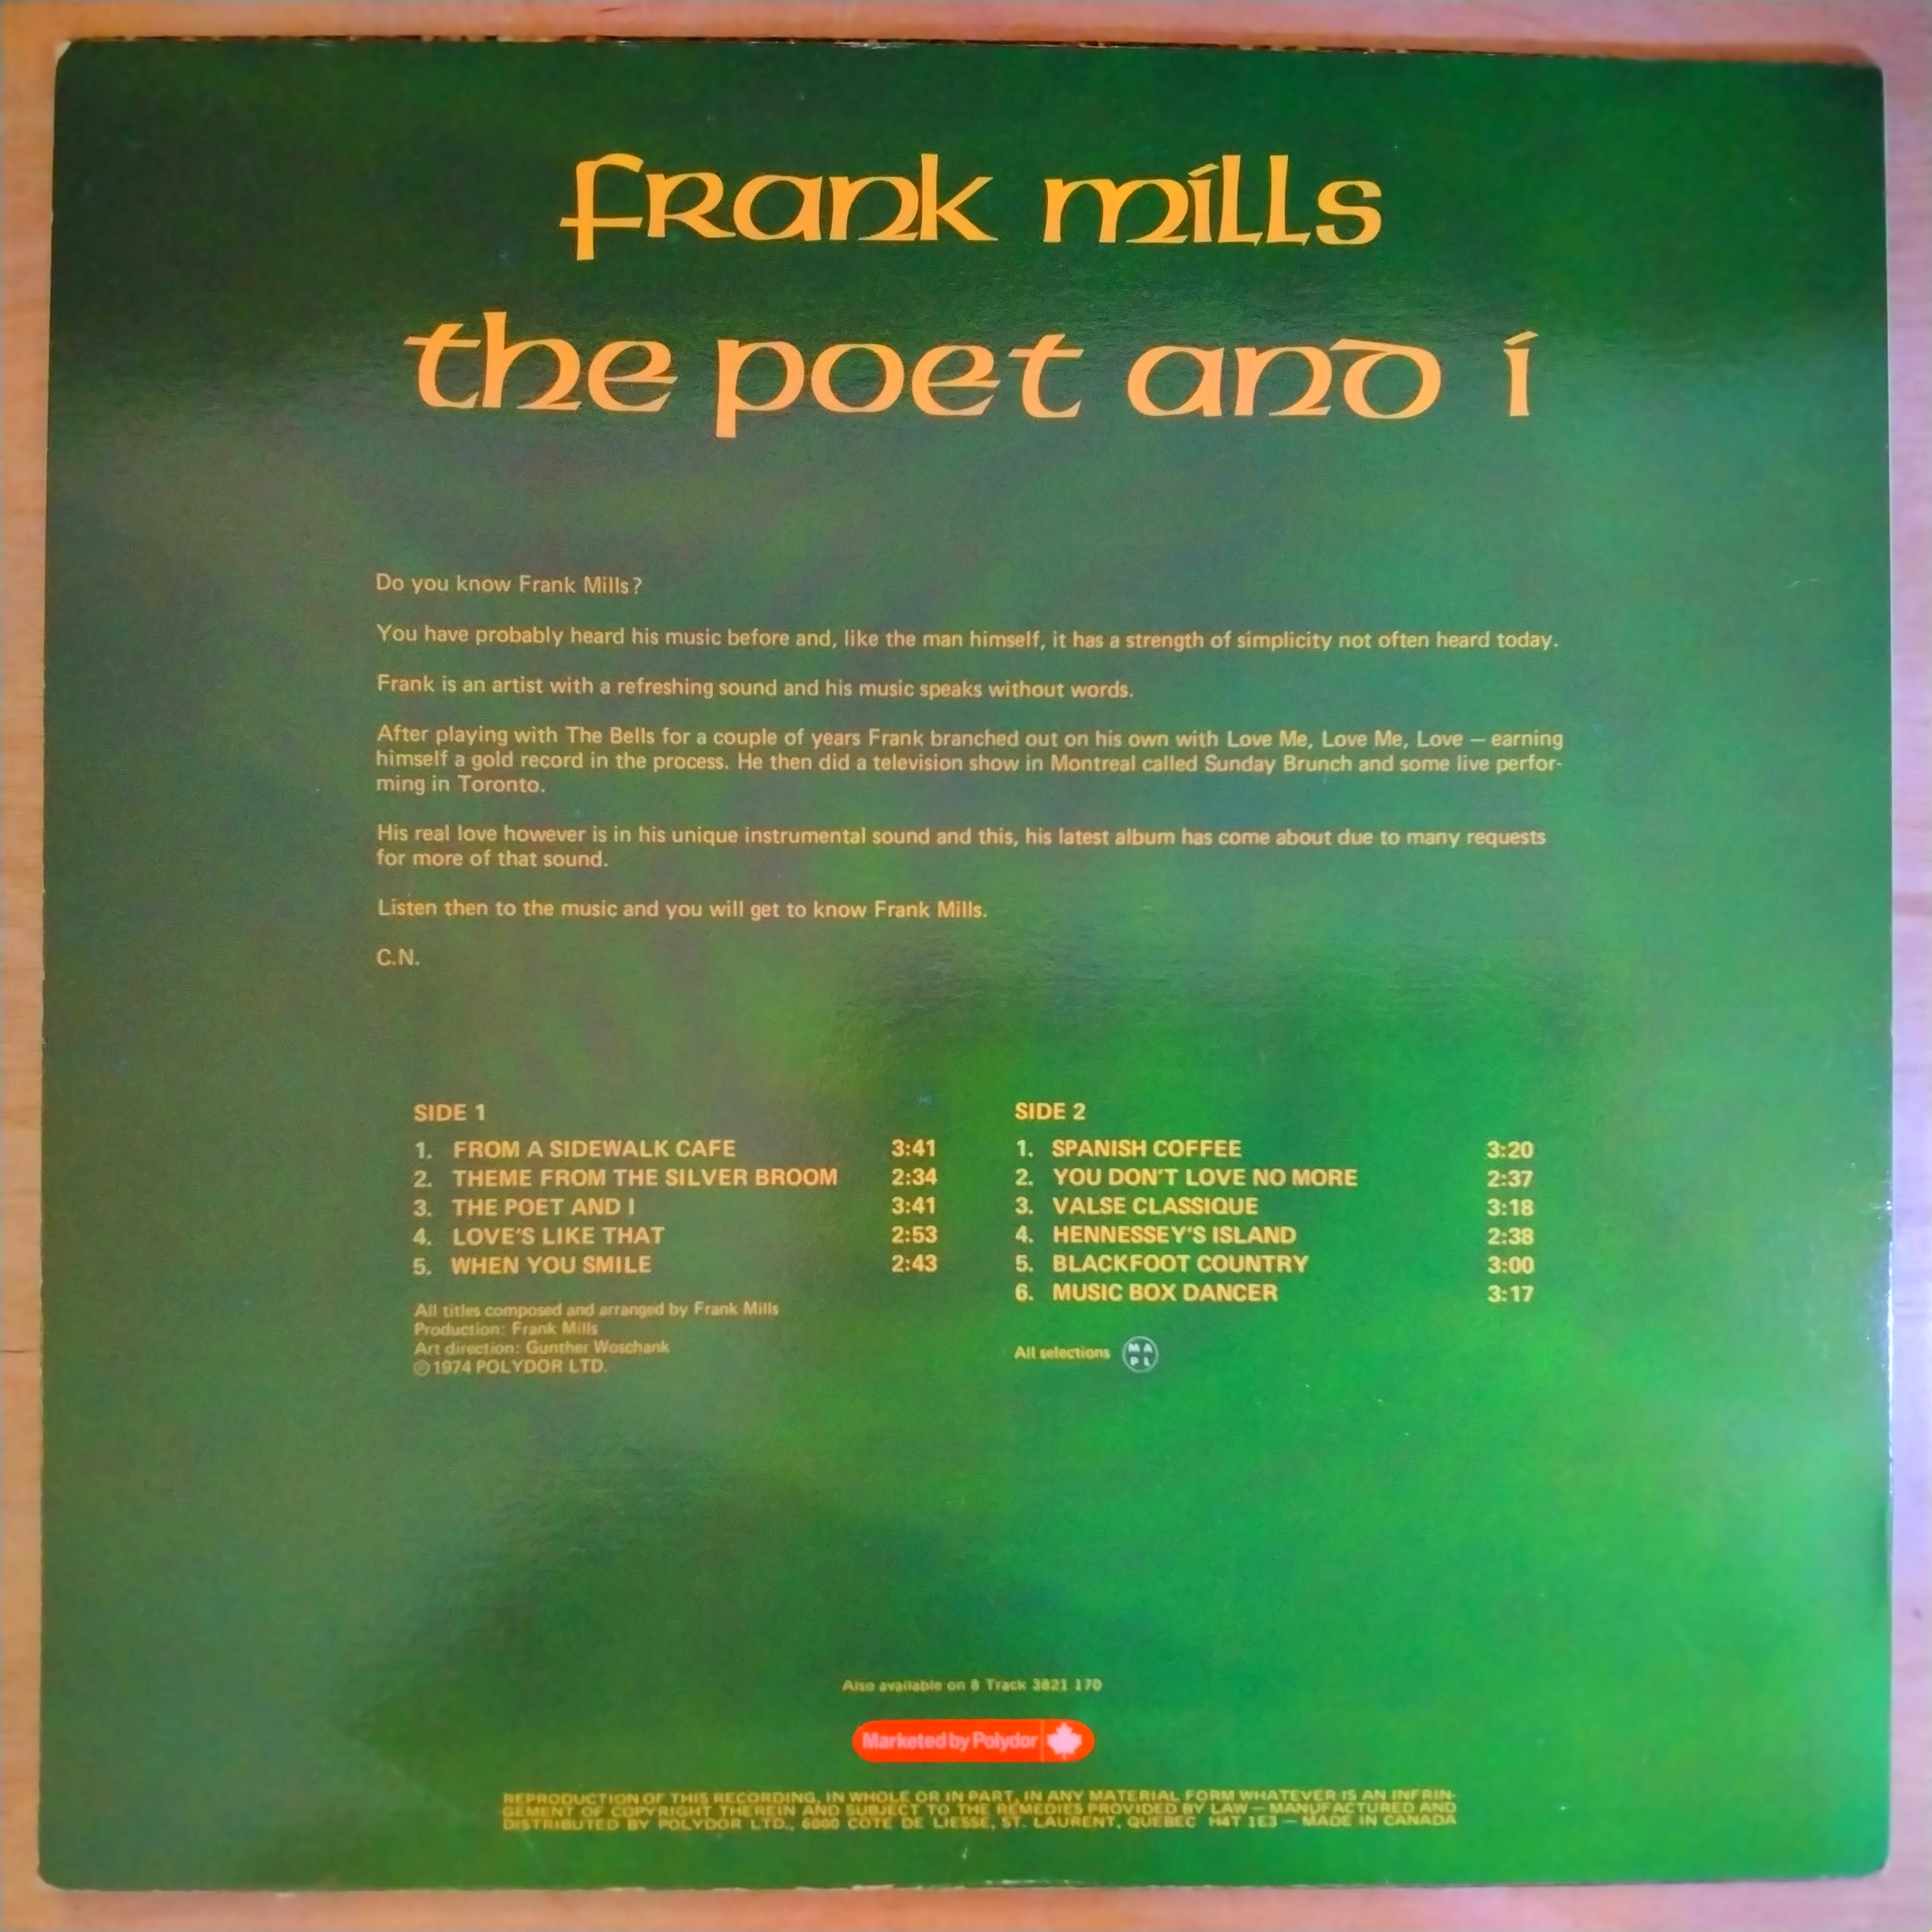 frank mills
the poet and i
Do you know Frank Mills?
You have probably heard his music before and, like the man himself, it has a strength of simplicity not often heard today.
Frank is an artist with a refreshing sound and his music speaks without words.
After playing with The Bells for a couple of years Frank branched out on his own with Love Me, Love Me, Love — earning
himself a gold record in the process. He then did a television show in Montreal called Sunday Brunch and some live perfor-
ming in Toronto.
His real love however is in his unique instrumental sound and this, his latest album has come about due to many requests
for more of that sound.
Listen then to the music and you will get to know Frank Mills.
C.N.
SIDE 1
1. FROM A SIDEWALK CAFE 3:41
2. THEME FROM THE SILVER BROOM 2:34
3. THE POET AND I 3:41
4. LOVE'S LIKE THAT 2:53
5. WHEN YOU SMILE 2:43
All titles composed and arranged by Frank Mills
Production: Frank Mills
Art direction: Gunther Woschank
℗ 1974 POLYDOR LTD.
SIDE 2
1. SPANISH COFFEE 3:20
2. YOU DON'T LOVE NO MORE 2:37
3. VALSE CLASSIQUE 3:18
4. HENNESSEY'S ISLAND 2:38
5. BLACKFOOT COUNTRY 3:00
6. MUSIC BOX DANCER 3:17
All selections MAPL
Also available on 8 Track 3821 170
Marketed by Polydor
REPRODUCTION OF THIS RECORDING, IN WHOLE OR IN PART, IN ANY MATERIAL FORM WHATEVER IS AN INFRIN-
GEMENT OF COPYRIGHT THEREIN AND SUBJECT TO THE REMEDIES PROVIDED BY LAW — MANUFACTURED AND
DISTRIBUTED BY POLYDOR LTD., 6000 COTE DE LIESSE, ST. LAURENT, QUEBEC H4T 1E3 — MADE IN CANADA